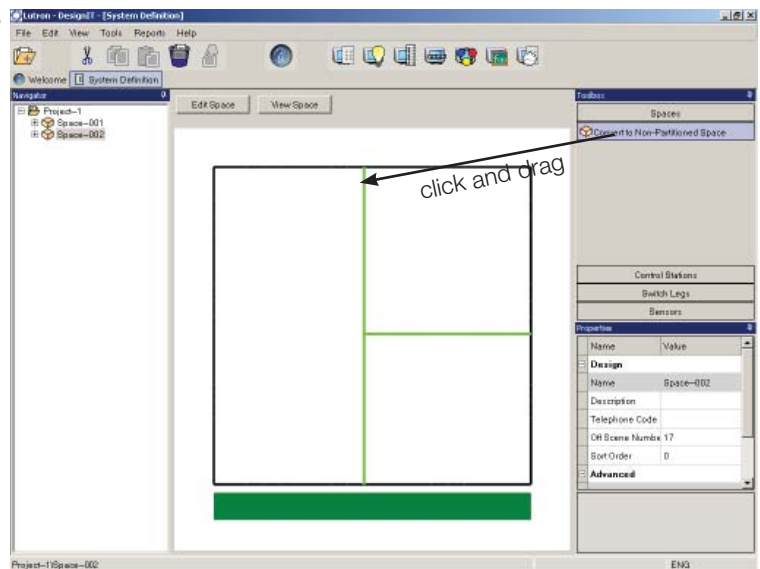 Lutron - DesignIT - [System Definition]
File Edit View Tools Reports Help
Welcome System Definition
Navigator
Project-1
Space-001
Space-002
Edit Space View Space
click and drag
Toolbox
Spaces
Convert to Non-Partitioned Space
Control Stations
Switch Legs
Sensors
Properties
Name Value
Design
Name Space-002
Description
Telephone Code
Off Scene Numbe 17
Sort Order 0
Advanced
Project-1\Space-002 ENG